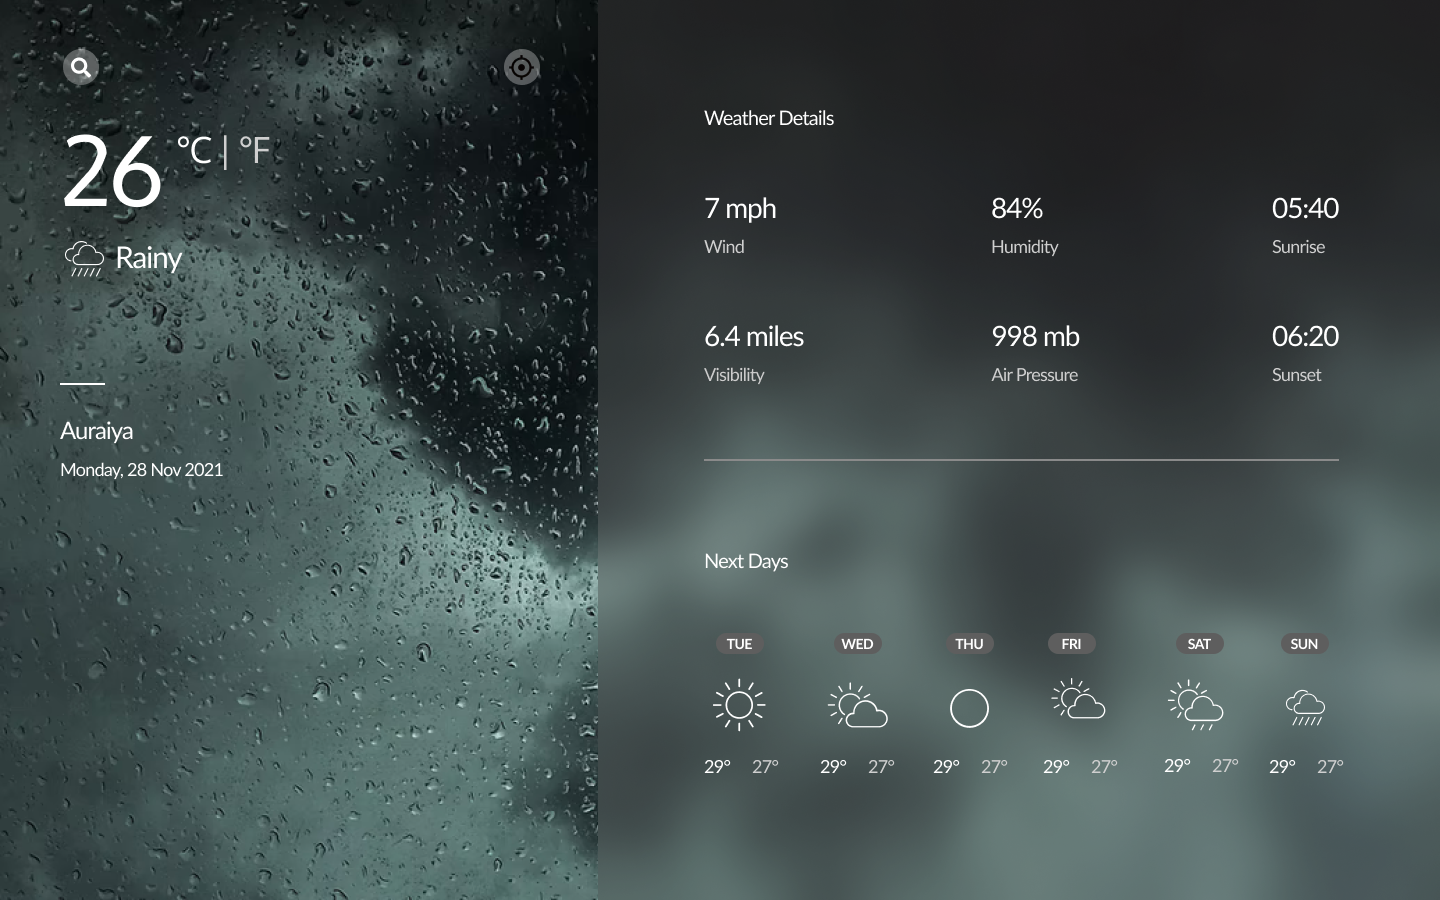 26 °C | °F
Rainy
Auraiya
Monday, 28 Nov 2021
Weather Details
7 mph 84% 05:40
Wind Humidity Sunrise
6.4 miles 998 mb 06:20
Visibility Air Pressure Sunset
Next Days
TUE WED THU FRI SAT SUN
29° 27° 29° 27° 29° 27° 29° 27° 29° 27° 29° 27°